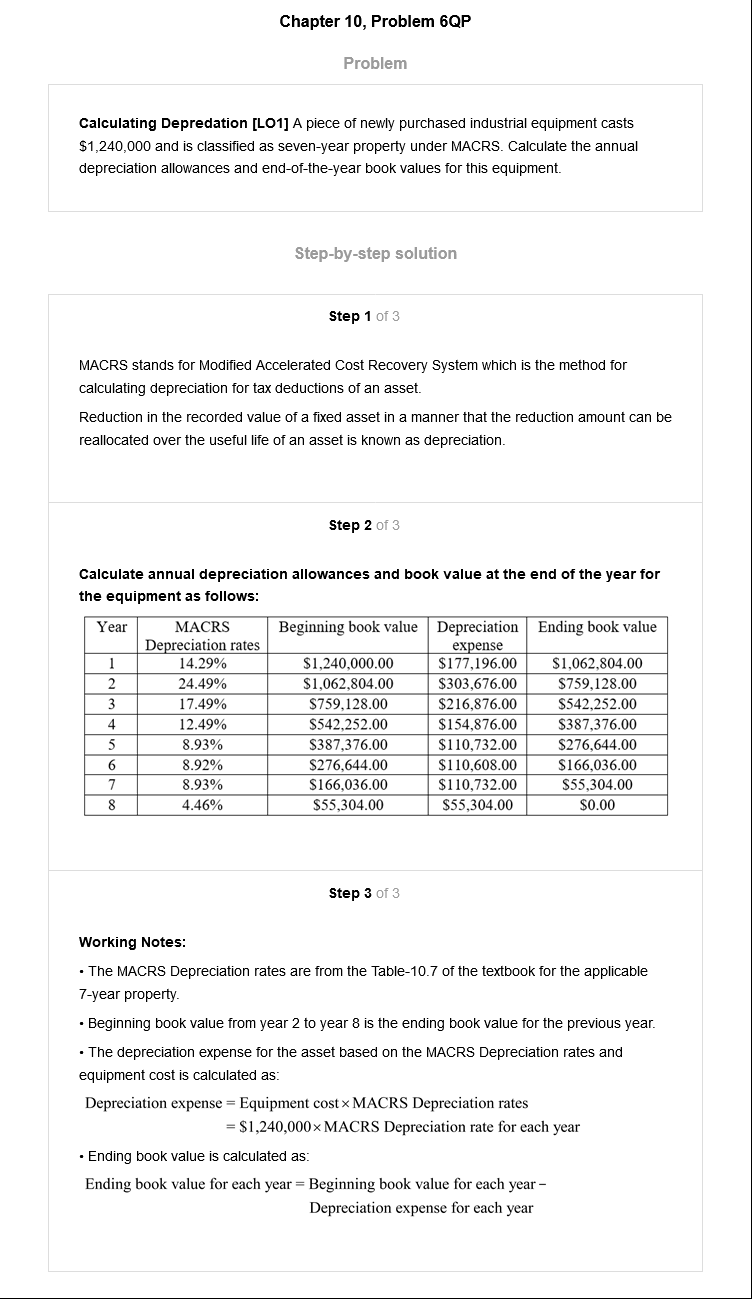 Chapter 10, Problem 6QP
Problem
Calculating Depredation [LO1] A piece of newly purchased industrial equipment casts
$1,240,000 and is classified as seven-year property under MACRS. Calculate the annual
depreciation allowances and end-of-the-year book values for this equipment.
Step-by-step solution
Step 1 of 3
MACRS stands for Modified Accelerated Cost Recovery System which is the method for
calculating depreciation for tax deductions of an asset.
Reduction in the recorded value of a fixed asset in a manner that the reduction amount can be
reallocated over the useful life of an asset is known as depreciation.
Step 2 of 3
Calculate annual depreciation allowances and book value at the end of the year for
the equipment as follows:
Year MACRS Beginning book value Depreciation Ending book value
Depreciation rates expense
1 14.29% $1,240,000.00 $177,196.00 $1,062,804.00
2 24.49% $1,062,804.00 $303,676.00 $759,128.00
3 17.49% $759,128.00 $216,876.00 $542,252.00
4 12.49% $542,252.00 $154,876.00 $387,376.00
5 8.93% $387,376.00 $110,732.00 $276,644.00
6 8.92% $276,644.00 $110,608.00 $166,036.00
7 8.93% $166,036.00 $110,732.00 $55,304.00
8 4.46% $55,304.00 $55,304.00 $0.00
Step 3 of 3
Working Notes:
• The MACRS Depreciation rates are from the Table-10.7 of the textbook for the applicable
7-year property.
• Beginning book value from year 2 to year 8 is the ending book value for the previous year.
• The depreciation expense for the asset based on the MACRS Depreciation rates and
equipment cost is calculated as:
Depreciation expense = Equipment cost × MACRS Depreciation rates
= $1,240,000 × MACRS Depreciation rate for each year
• Ending book value is calculated as:
Ending book value for each year = Beginning book value for each year −
Depreciation expense for each year